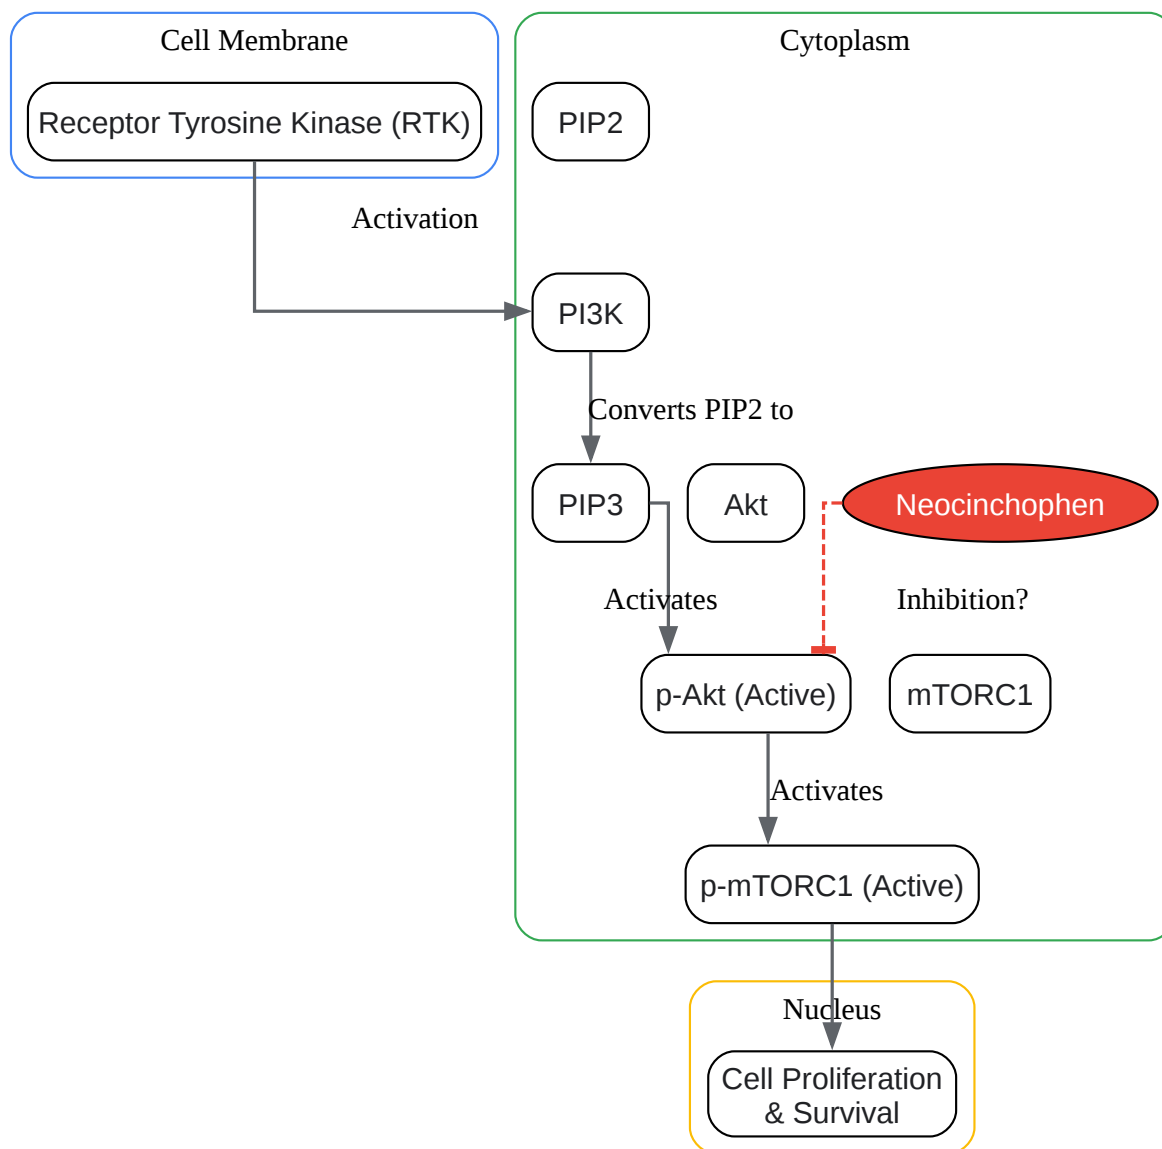 Cell Membrane
Cytoplasm
Receptor Tyrosine Kinase (RTK)
PIP2
Activation
PI3K
Converts PIP2 to
PIP3
Akt
Neocinchophen
Activates
Inhibition?
p-Akt (Active)
mTORC1
Activates
p-mTORC1 (Active)
Nucleus
Cell Proliferation
& Survival